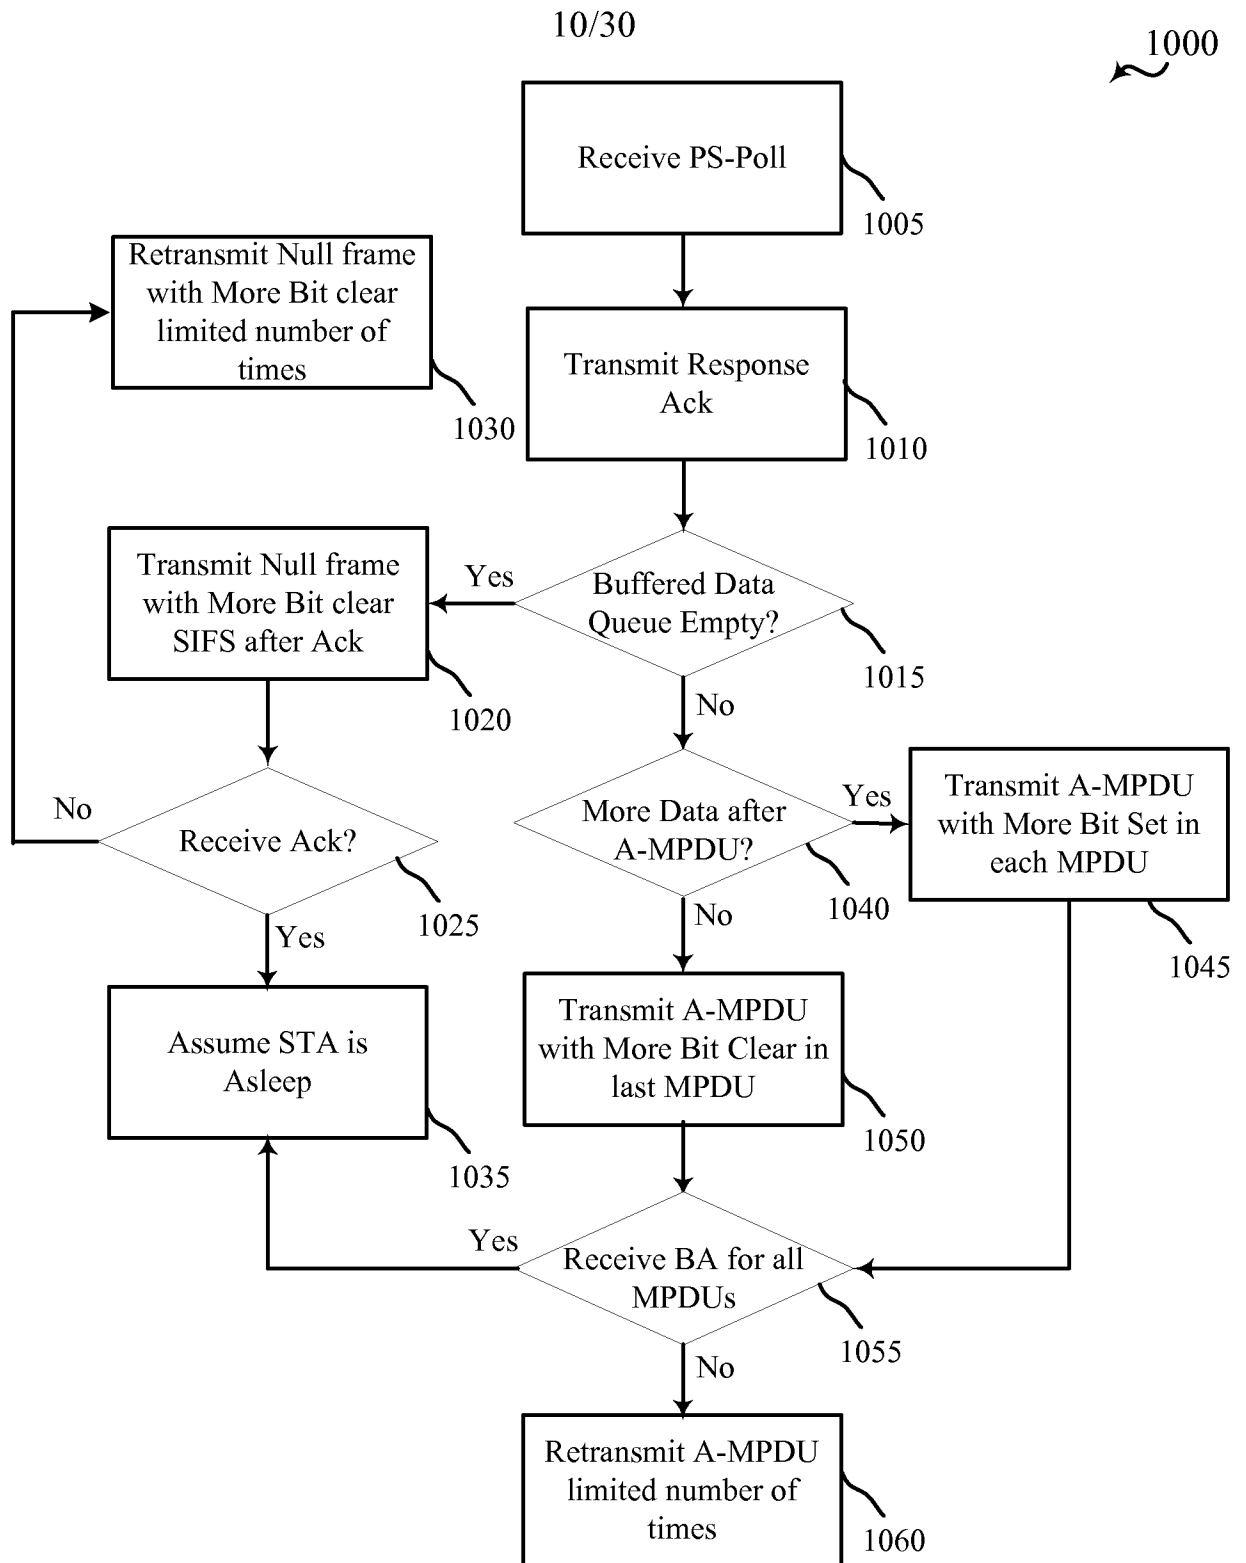 10/30
1000
Receive PS-Poll
1005
Retransmit Null frame
with More Bit clear
limited number of
times
1030
Transmit Response
Ack
1010
Transmit Null frame
with More Bit clear
SIFS after Ack
1020
Yes
Buffered Data
Queue Empty?
1015
No
No
Receive Ack?
1025
Yes
More Data after
A-MPDU?
1040
Yes
Transmit A-MPDU
with More Bit Set in
each MPDU
1045
No
Assume STA is
Asleep
1035
Transmit A-MPDU
with More Bit Clear in
last MPDU
1050
Yes
Receive BA for all
MPDUs
1055
No
Retransmit A-MPDU
limited number of
times
1060